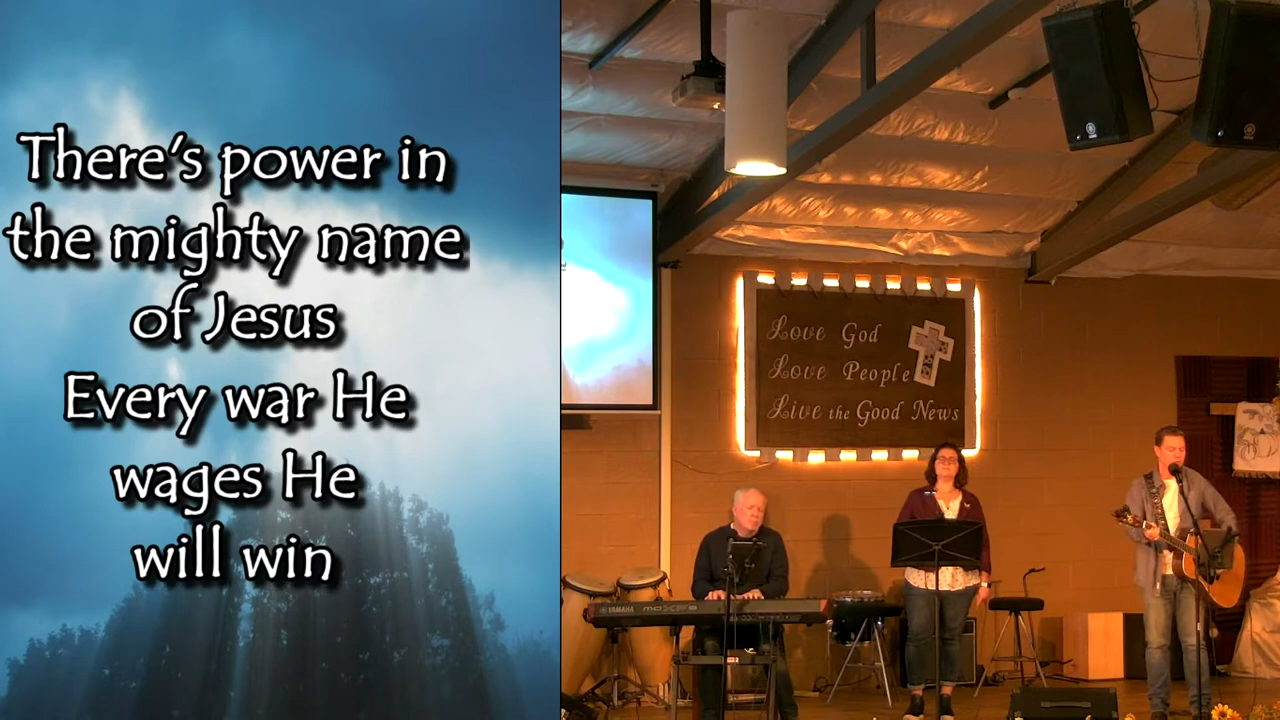 There's power in
the mighty name
of Jesus
Every war He
wages He
will win
Love God
Love People
Live the Good News
YAMAHA MOXF8